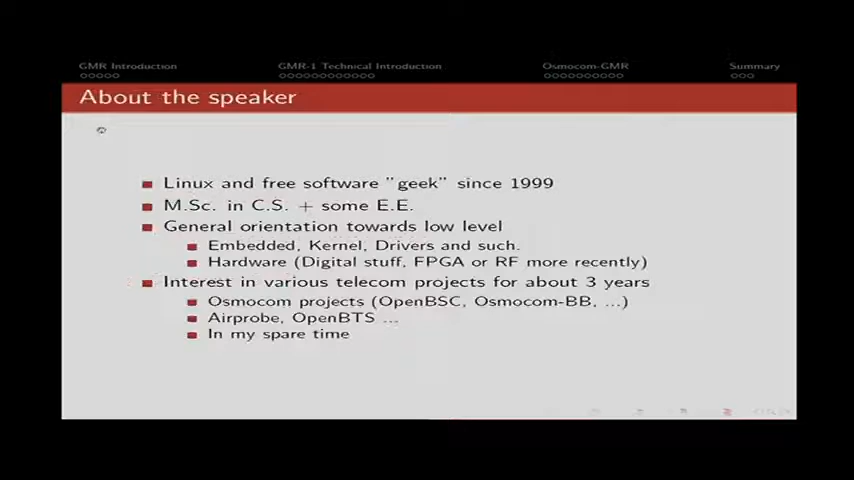 GMR Introduction GMR-1 Technical Introduction Osmocom-GMR Summary
About the speaker
Linux and free software "geek" since 1999
M.Sc. in C.S. + some E.E.
General orientation towards low level
Embedded, Kernel, Drivers and such.
Hardware (Digital stuff, FPGA or RF more recently)
Interest in various telecom projects for about 3 years
Osmocom projects (OpenBSC, Osmocom-BB, ...)
Airprobe, OpenBTS ...
In my spare time